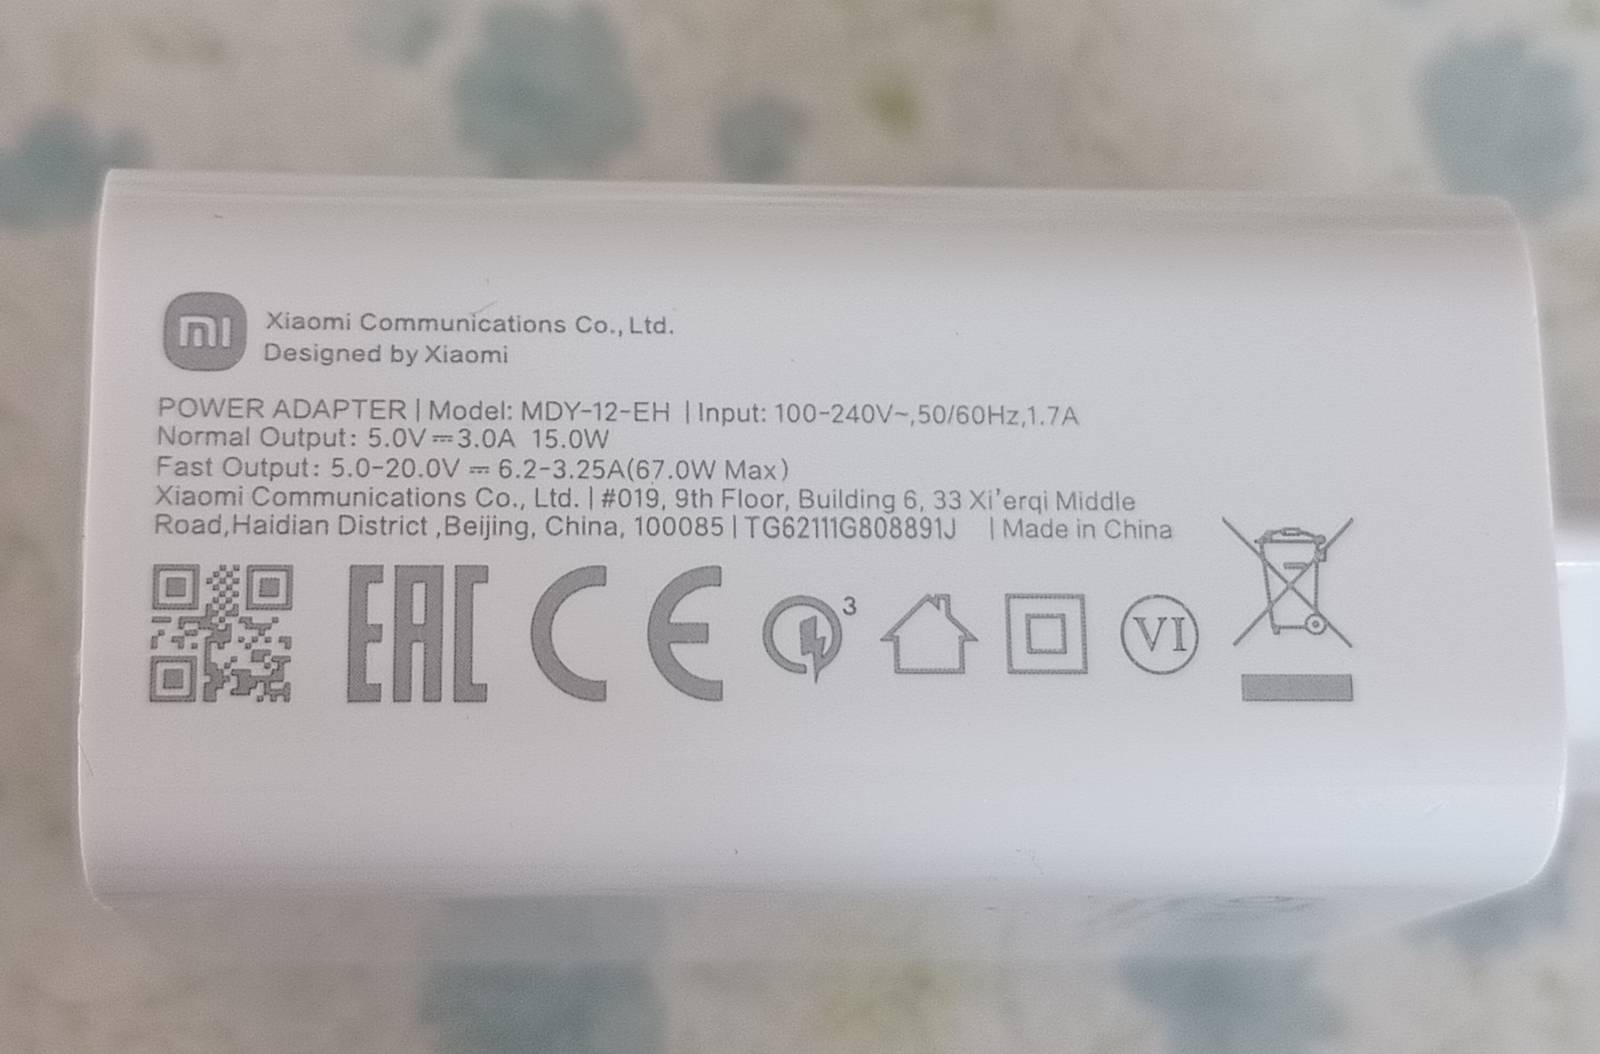 mi
Xiaomi Communications Co., Ltd.
Designed by Xiaomi
POWER ADAPTER | Model: MDY-12-EH | Input: 100-240V~,50/60Hz,1.7A
Normal Output: 5.0V⎓3.0A 15.0W
Fast Output: 5.0-20.0V ⎓ 6.2-3.25A(67.0W Max)
Xiaomi Communications Co., Ltd. | #019, 9th Floor, Building 6, 33 Xi'erqi Middle
Road,Haidian District ,Beijing, China, 100085 | TG62111G808891J | Made in China
EAC CE 3 VI